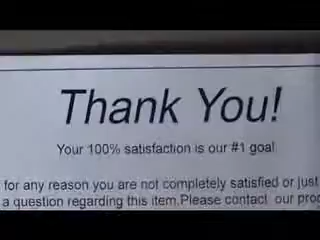 Thank You!
Your 100% satisfaction is our #1 goal
for any reason you are not completely satisfied or just
a question regarding this item.Please contact our